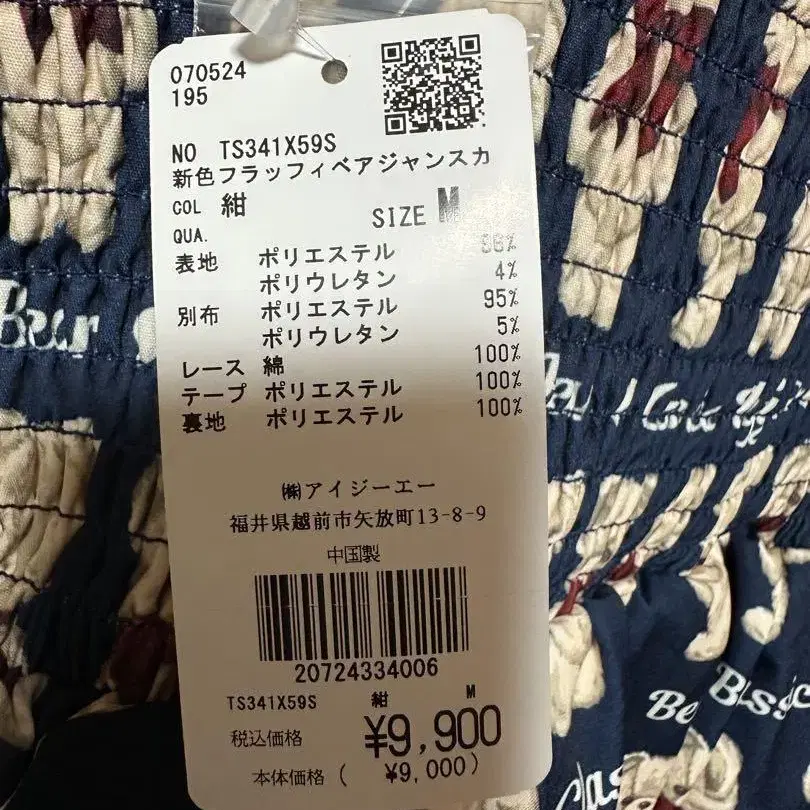 070524
195
NO TS341X59S
新色フラッフィベアジャンスカ
COL 紺 SIZE M
QUA.
表地 ポリエステル 96%
ポリウレタン 4%
別布 ポリエステル 95%
ポリウレタン 5%
レース 綿 100%
テープ ポリエステル 100%
裏地 ポリエステル 100%
㈱アイジーエー
福井県越前市矢放町13-8-9
中国製
20724334006
TS341X59S 紺 M
税込価格 ¥9,900
本体価格( ¥9,000)
Bear